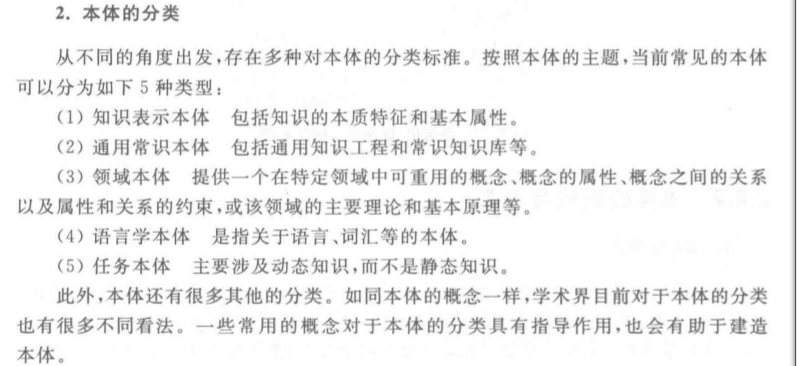 2. 本体的分类
从不同的角度出发,存在多种对本体的分类标准。按照本体的主题,当前常见的本体
可以分为如下 5 种类型:
(1) 知识表示本体 包括知识的本质特征和基本属性。
(2) 通用常识本体 包括通用知识工程和常识知识库等。
(3) 领域本体 提供一个在特定领域中可重用的概念、概念的属性、概念之间的关系
以及属性和关系的约束,或该领域的主要理论和基本原理等。
(4) 语言学本体 是指关于语言、词汇等的本体。
(5) 任务本体 主要涉及动态知识,而不是静态知识。
此外,本体还有很多其他的分类。如同本体的概念一样,学术界目前对于本体的分类
也有很多不同看法。一些常用的概念对于本体的分类具有指导作用,也会有助于建造
本体。